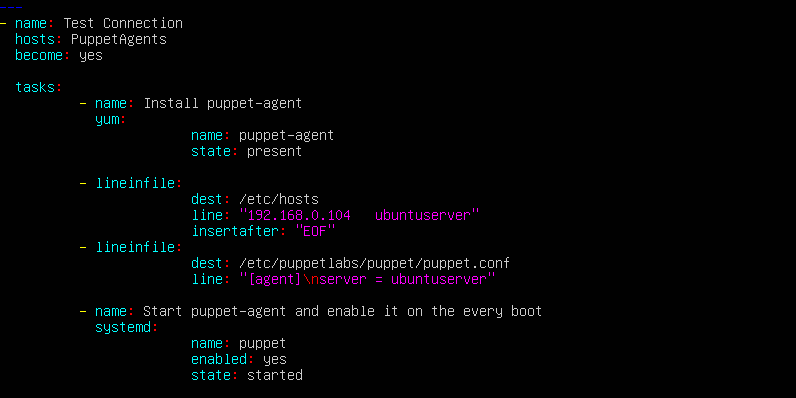 ---
- name: Test Connection
  hosts: PuppetAgents
  become: yes

  tasks:
          - name: Install puppet-agent
            yum:
                        name: puppet-agent
                        state: present

          - lineinfile:
                        dest: /etc/hosts
                        line: "192.168.0.104   ubuntuserver"
                        insertafter: "EOF"
          - lineinfile:
                        dest: /etc/puppetlabs/puppet/puppet.conf
                        line: "[agent]\nserver = ubuntuserver"

          - name: Start puppet-agent and enable it on the every boot
            systemd:
                        name: puppet
                        enabled: yes
                        state: started